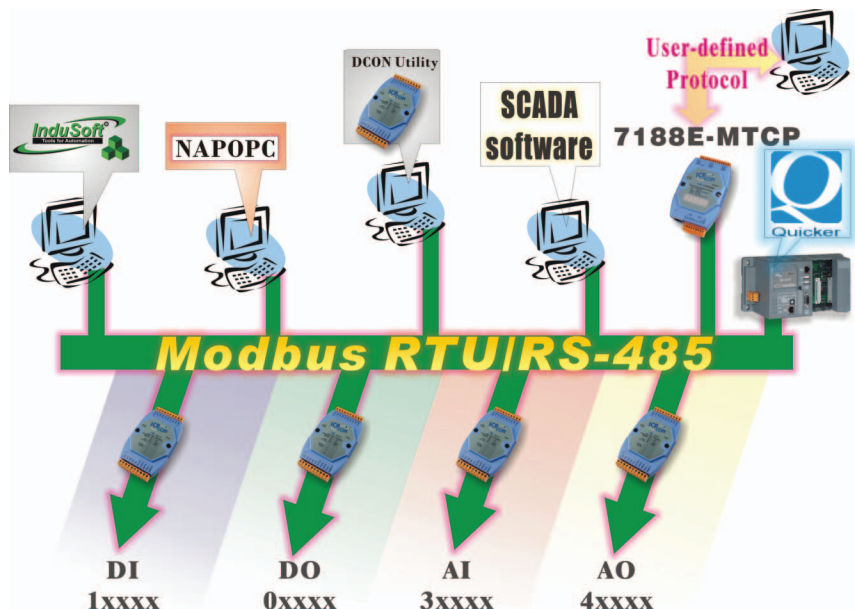 InduSoft
Tools for Automation
NAPOPC
DCON Utility
SCADA
software
User-defined
Protocol
7188E-MTCP
Quicker
Modbus RTU/RS-485
DI
1xxxx
DO
0xxxx
AI
3xxxx
AO
4xxxx